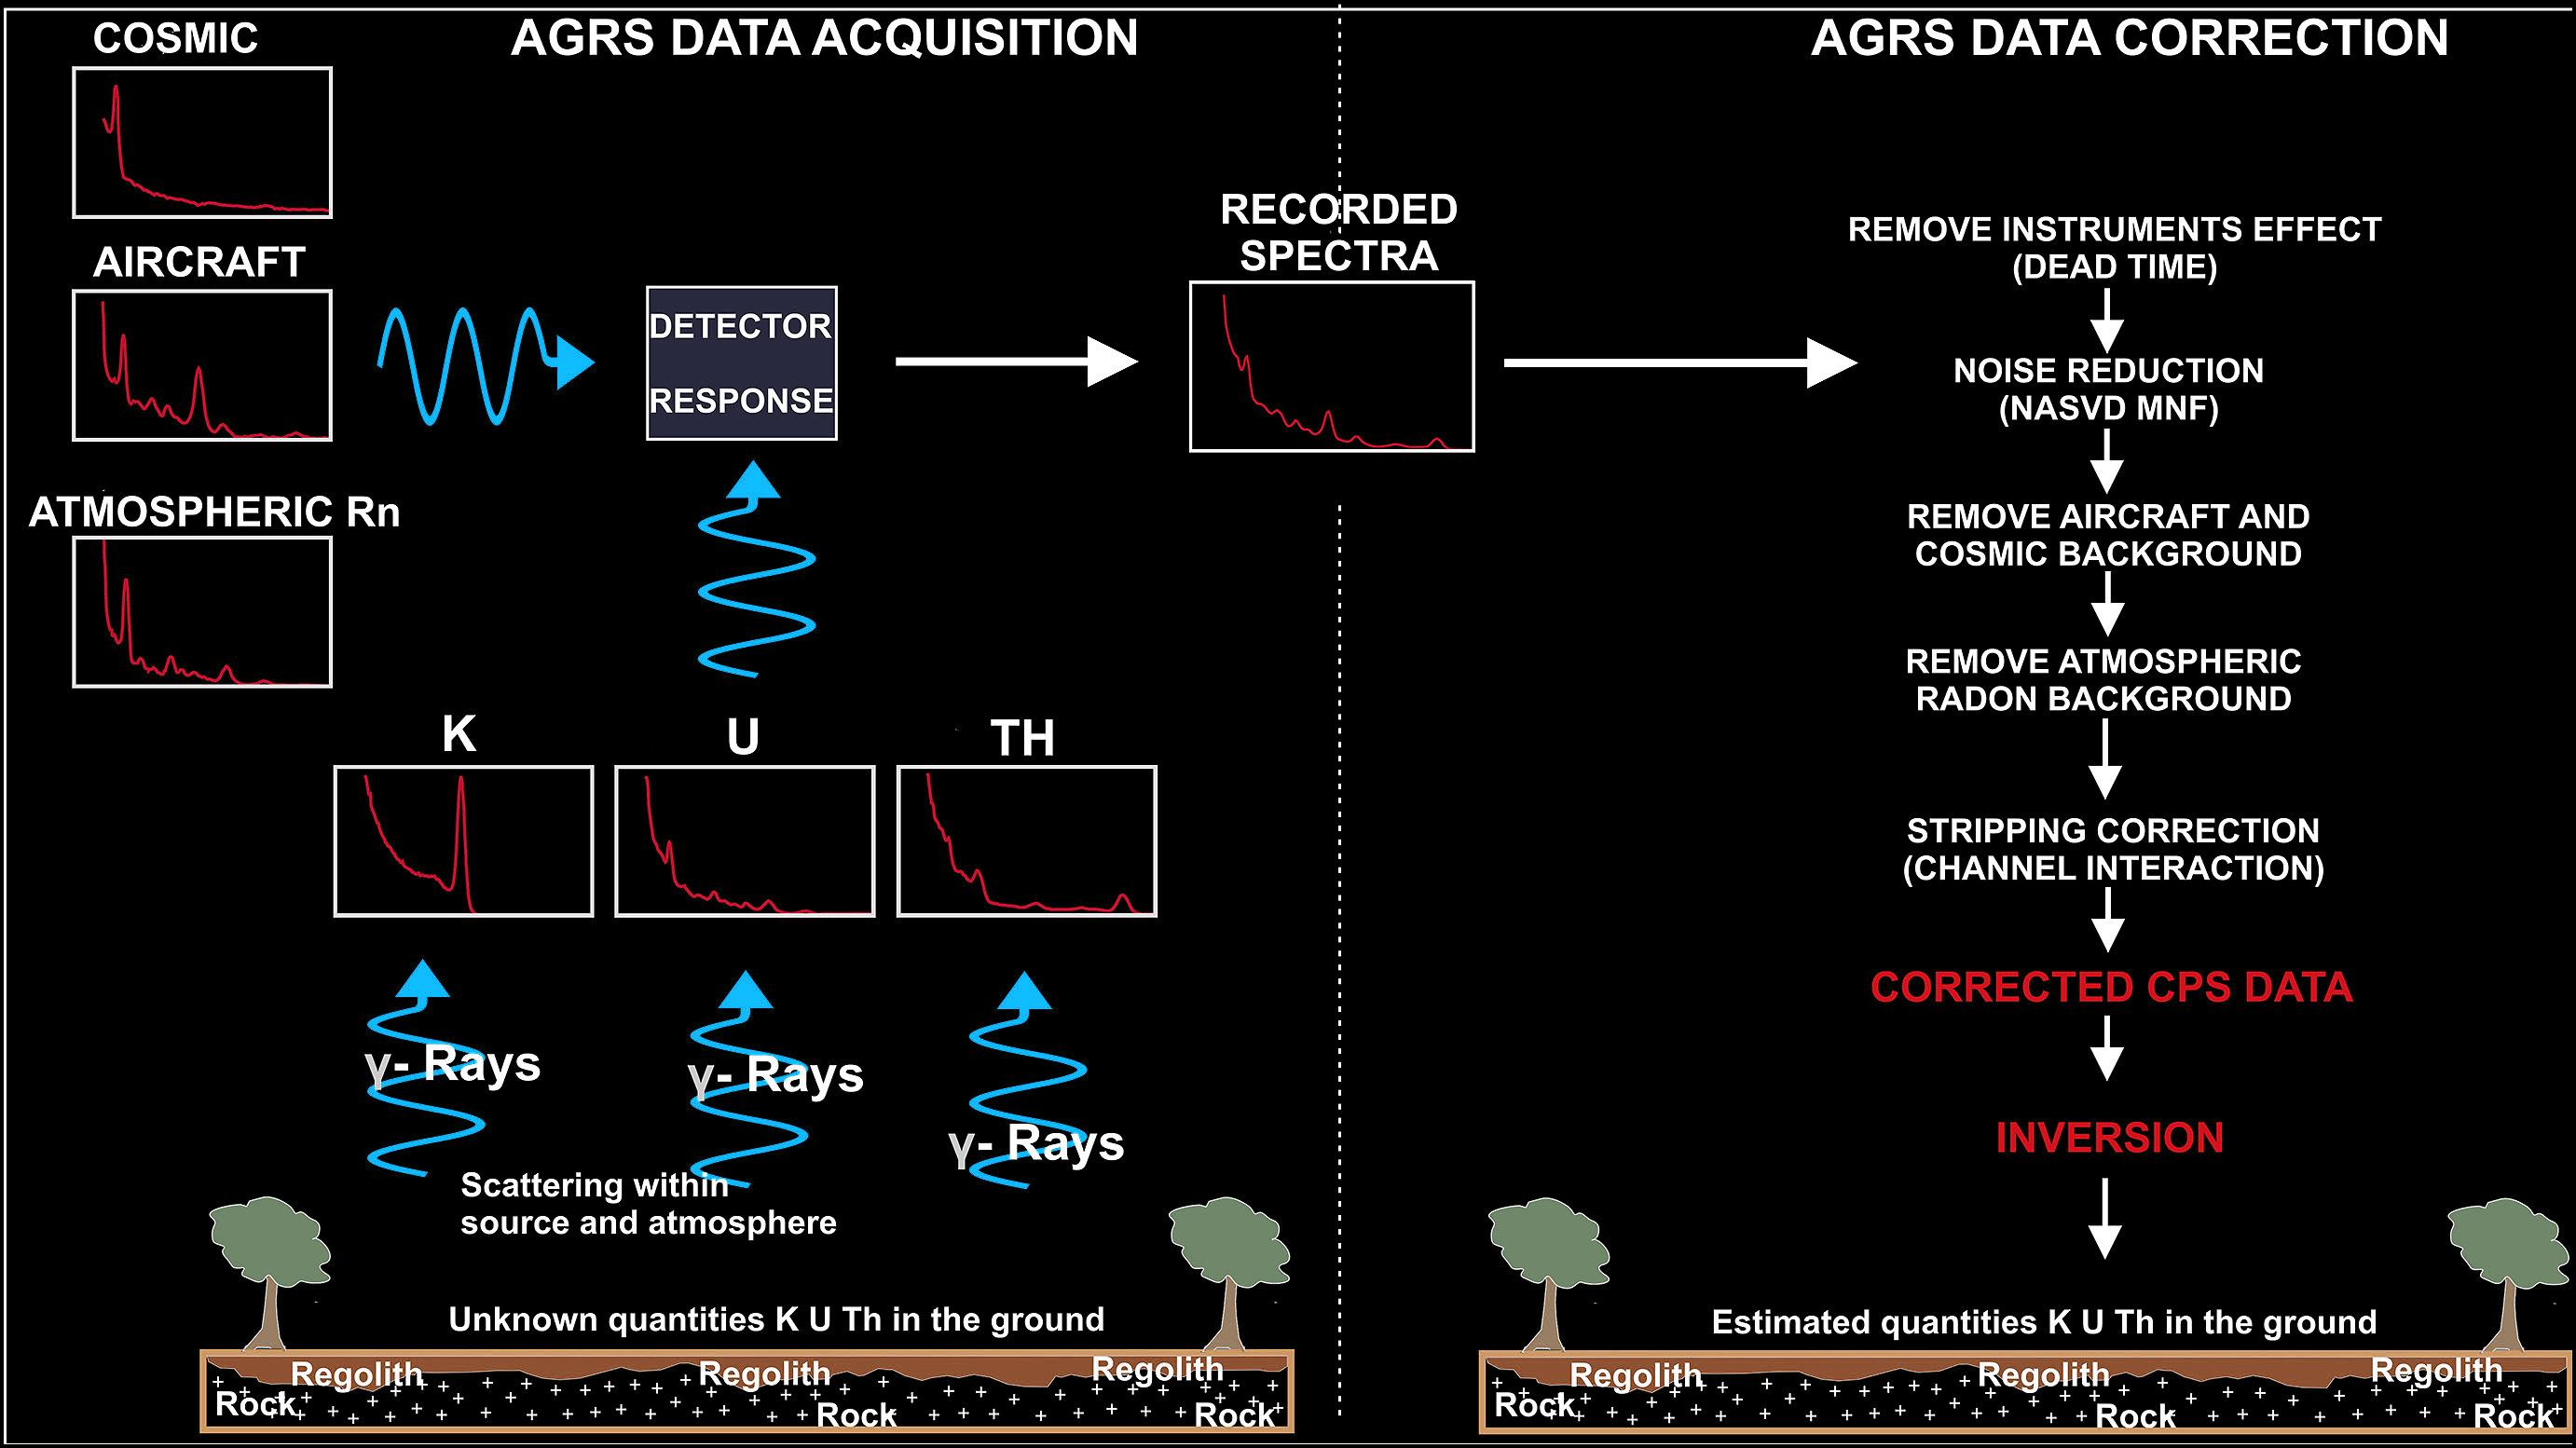 COSMIC
AGRS DATA ACQUISITION
AIRCRAFT
ATMOSPHERIC Rn
DETECTOR
RESPONSE
RECORDED
SPECTRA
K
U
TH
γ- Rays
γ- Rays
γ- Rays
Scattering within
source and atmosphere
Unknown quantities K U Th in the ground
Regolith
Regolith
Regolith
Rock
Rock
Rock
AGRS DATA CORRECTION
REMOVE INSTRUMENTS EFFECT
(DEAD TIME)
NOISE REDUCTION
(NASVD MNF)
REMOVE AIRCRAFT AND
COSMIC BACKGROUND
REMOVE ATMOSPHERIC
RADON BACKGROUND
STRIPPING CORRECTION
(CHANNEL INTERACTION)
CORRECTED CPS DATA
INVERSION
Estimated quantities K U Th in the ground
Regolith
Regolith
Regolith
Rock
Rock
Rock